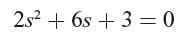 2s² + 6s + 3 = 0